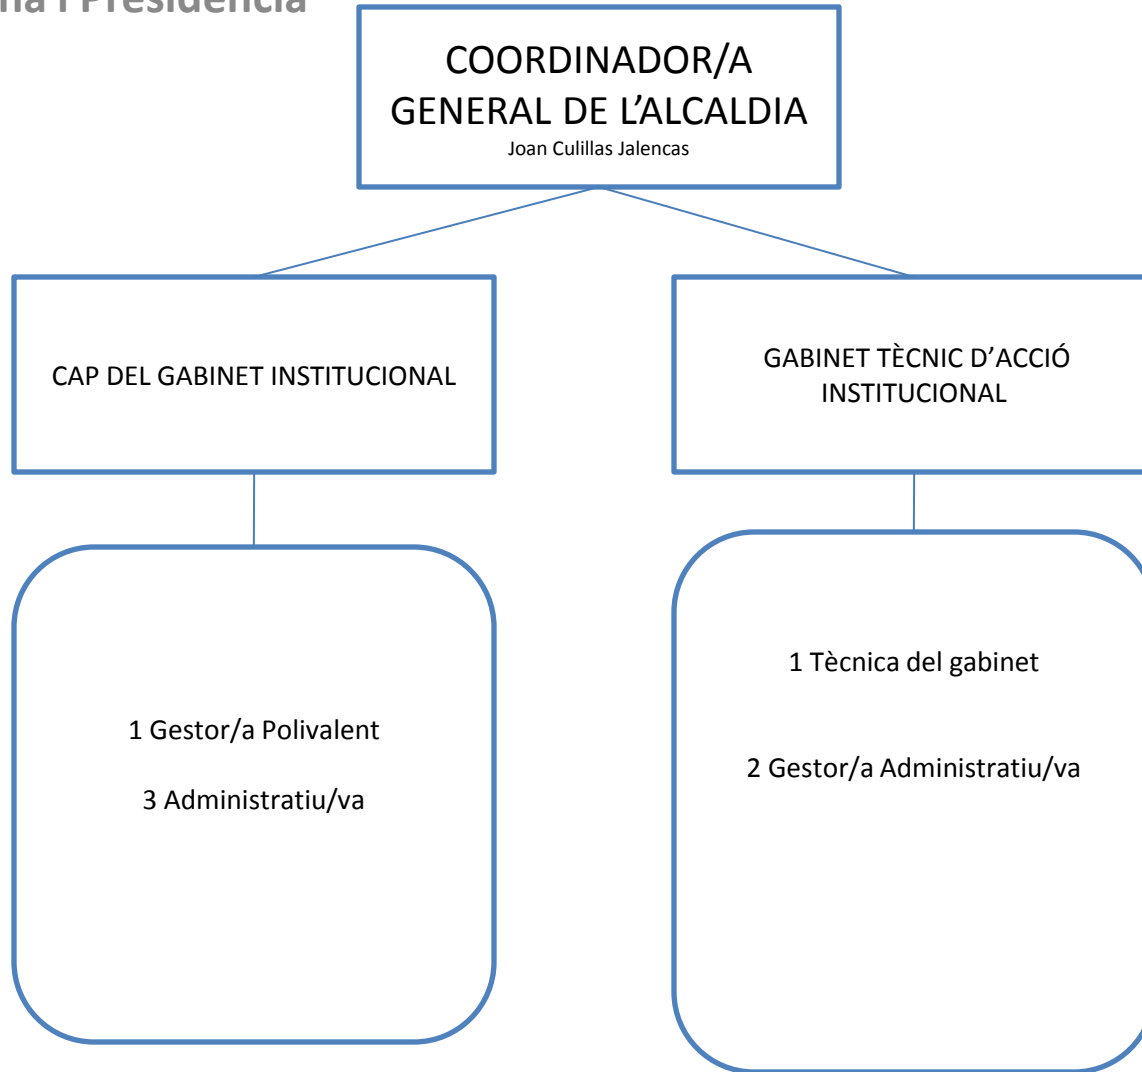 i Presidència
COORDINADOR/A
GENERAL DE L'ALCALDIA
Joan Culillas Jalencas
CAP DEL GABINET INSTITUCIONAL
GABINET TÈCNIC D'ACCIÓ
INSTITUCIONAL
1 Gestor/a Polivalent
3 Administratiu/va
1 Tècnica del gabinet
2 Gestor/a Administratiu/va